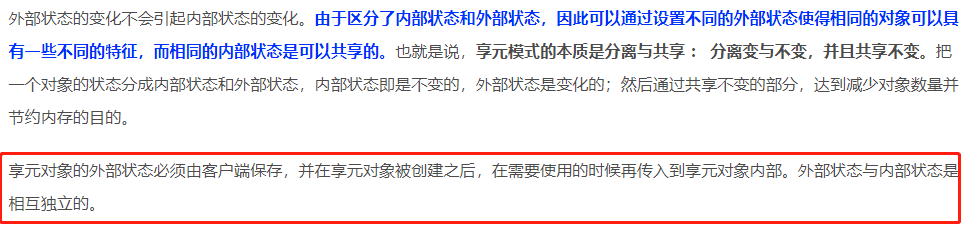 外部状态的变化不会引起内部状态的变化。由于区分了内部状态和外部状态，因此可以通过设置不同的外部状态使得相同的对象可以具
有一些不同的特征，而相同的内部状态是可以共享的。也就是说，享元模式的本质是分离与共享 ： 分离变与不变，并且共享不变。把
一个对象的状态分成内部状态和外部状态，内部状态即是不变的，外部状态是变化的；然后通过共享不变的部分，达到减少对象数量并
节约内存的目的。
享元对象的外部状态必须由客户端保存，并在享元对象被创建之后，在需要使用的时候再传入到享元对象内部。外部状态与内部状态是
相互独立的。